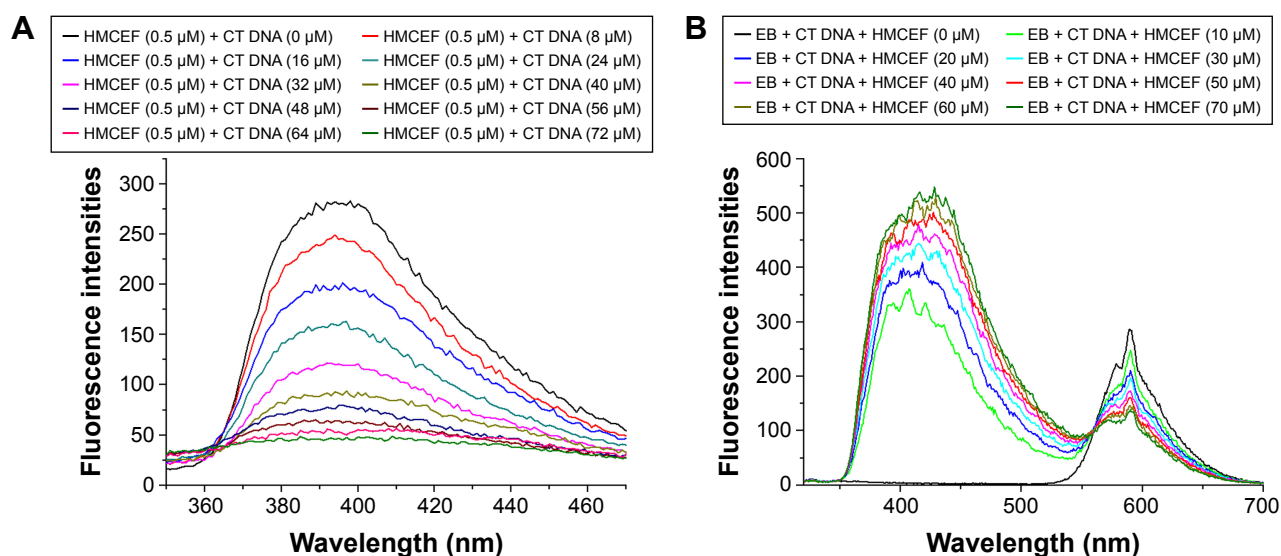 A
HMCEF (0.5 µM) + CT DNA (0 µM) HMCEF (0.5 µM) + CT DNA (8 µM)
HMCEF (0.5 µM) + CT DNA (16 µM) HMCEF (0.5 µM) + CT DNA (24 µM)
HMCEF (0.5 µM) + CT DNA (32 µM) HMCEF (0.5 µM) + CT DNA (40 µM)
HMCEF (0.5 µM) + CT DNA (48 µM) HMCEF (0.5 µM) + CT DNA (56 µM)
HMCEF (0.5 µM) + CT DNA (64 µM) HMCEF (0.5 µM) + CT DNA (72 µM)
Fluorescence intensities
300
250
200
150
100
50
0
360 380 400 420 440 460
Wavelength (nm)
B
EB + CT DNA + HMCEF (0 µM) EB + CT DNA + HMCEF (10 µM)
EB + CT DNA + HMCEF (20 µM) EB + CT DNA + HMCEF (30 µM)
EB + CT DNA + HMCEF (40 µM) EB + CT DNA + HMCEF (50 µM)
EB + CT DNA + HMCEF (60 µM) EB + CT DNA + HMCEF (70 µM)
Fluorescence intensities
600
500
400
300
200
100
0
400 500 600 700
Wavelength (nm)